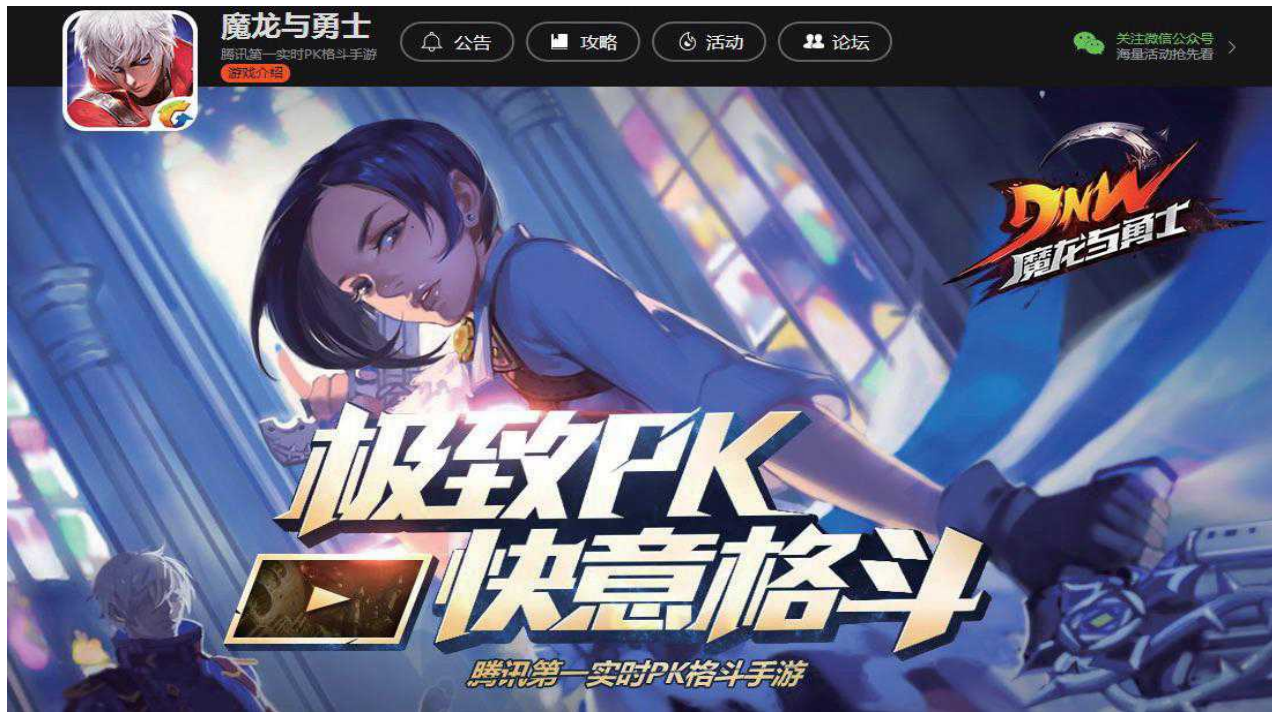 魔龙与勇士
腾讯第一实时PK格斗手游
游戏介绍
公告
攻略
活动
论坛
关注微信公众号
海量活动抢先看
DNW
魔龙与勇士
极致PK
快意格斗
腾讯第一实时PK格斗手游